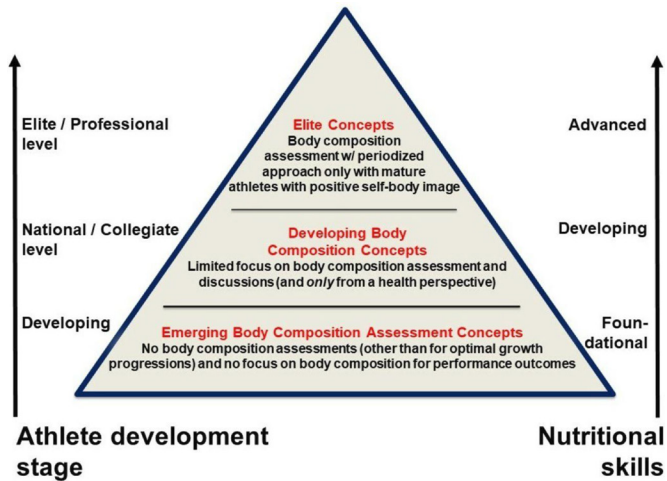 Elite / Professional
level
National / Collegiate
level
Developing
Elite Concepts
Body composition
assessment w/ periodized
approach only with mature
athletes with positive self-body image
Developing Body
Composition Concepts
Limited focus on body composition assessment and
discussions (and only from a health perspective)
Emerging Body Composition Assessment Concepts
No body composition assessments (other than for optimal growth
progressions) and no focus on body composition for performance outcomes
Advanced
Developing
Foun-
dational
Athlete development
stage
Nutritional
skills